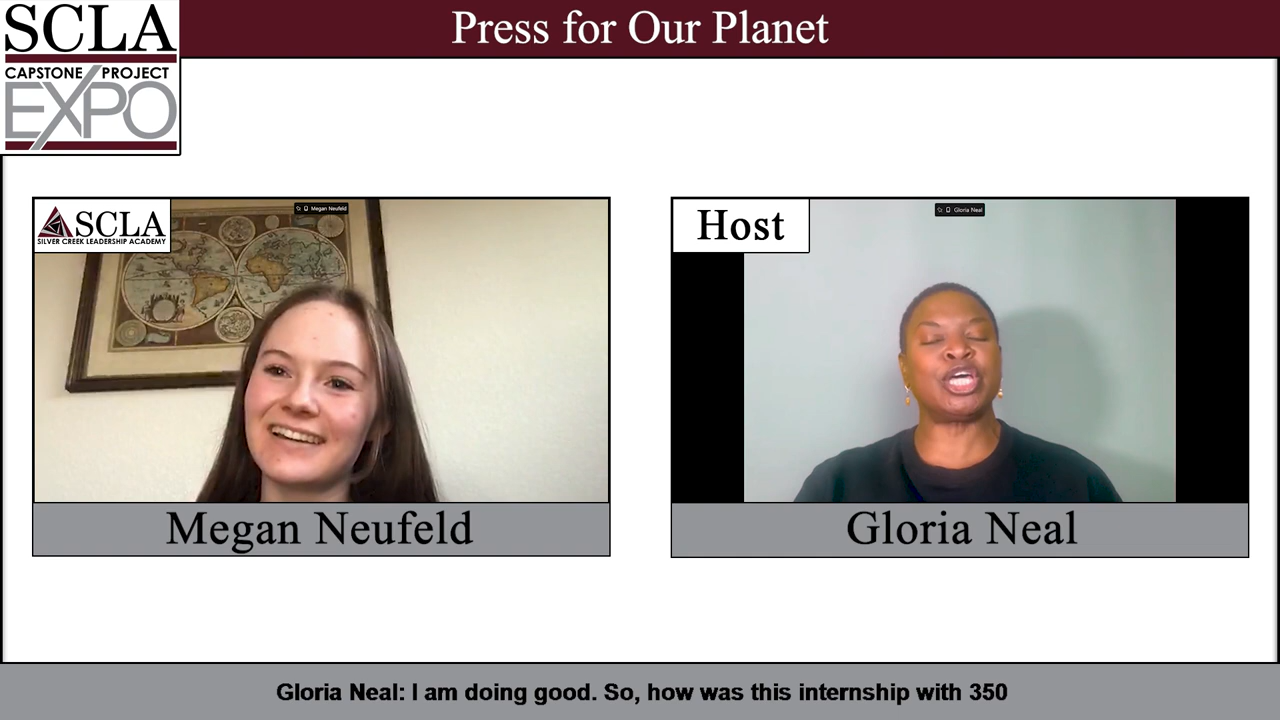 Press for Our Planet
SCLA
CAPSTONE PROJECT
EXPO
SCLA
SILVER CREEK LEADERSHIP ACADEMY
Megan Neufeld
Host
Gloria Neal
Megan Neufeld
Gloria Neal
Gloria Neal: I am doing good. So, how was this internship with 350